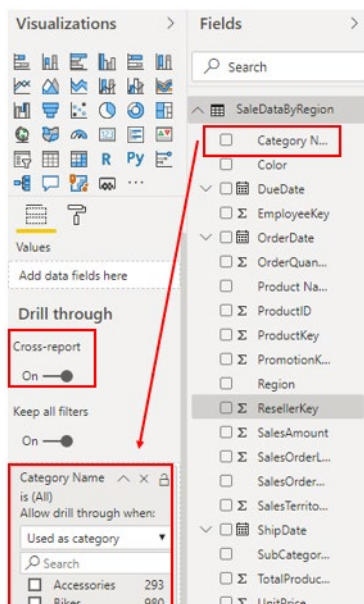 Visualizations
Fields
Search
SaleDataByRegion
Category N...
Color
DueDate
EmployeeKey
OrderDate
OrderQuan...
Product Na...
ProductID
ProductKey
PromotionK...
Region
ResellerKey
SalesAmount
SalesOrderL...
SalesOrder...
SalesTerrito...
ShipDate
SubCategor...
TotalProduc...
UnitPrice
123
R Py
Values
Add data fields here
Drill through
Cross-report
On
Keep all filters
On
Category Name
is (All)
Allow drill through when:
Used as category
Search
Accessories 293
Bikes 980